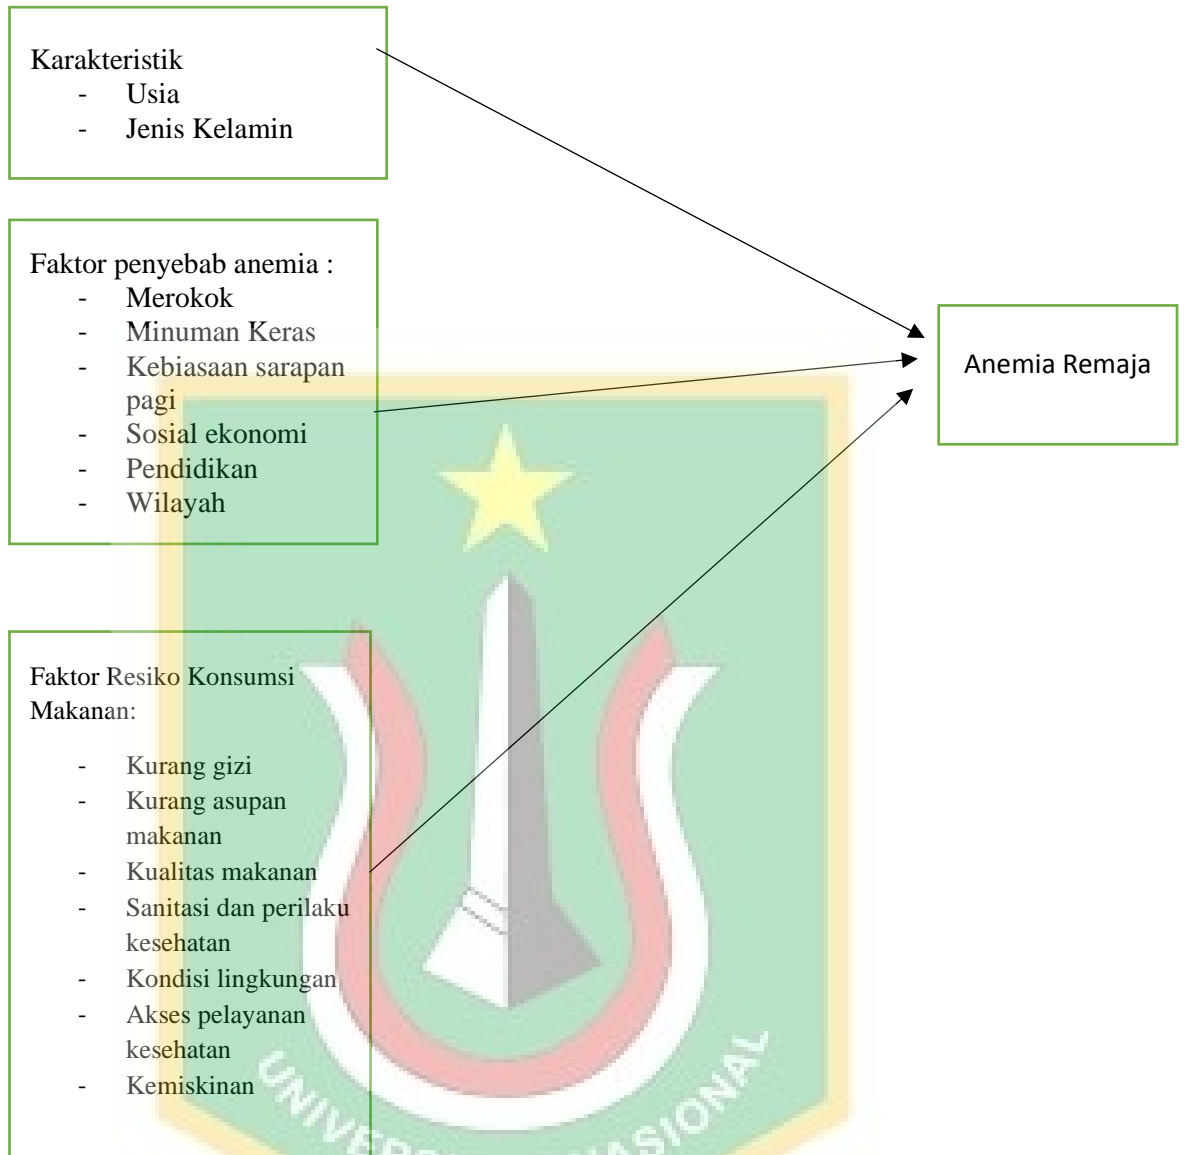 Karakteristik
- Usia
- Jenis Kelamin
Faktor penyebab anemia :
- Merokok
- Minuman Keras
- Kebiasaan sarapan
pagi
- Sosial ekonomi
- Pendidikan
- Wilayah
Anemia Remaja
Faktor Resiko Konsumsi
Makanan:
- Kurang gizi
- Kurang asupan
makanan
- Kualitas makanan
- Sanitasi dan perilaku
kesehatan
- Kondisi lingkungan
- Akses pelayanan
kesehatan
- Kemiskinan